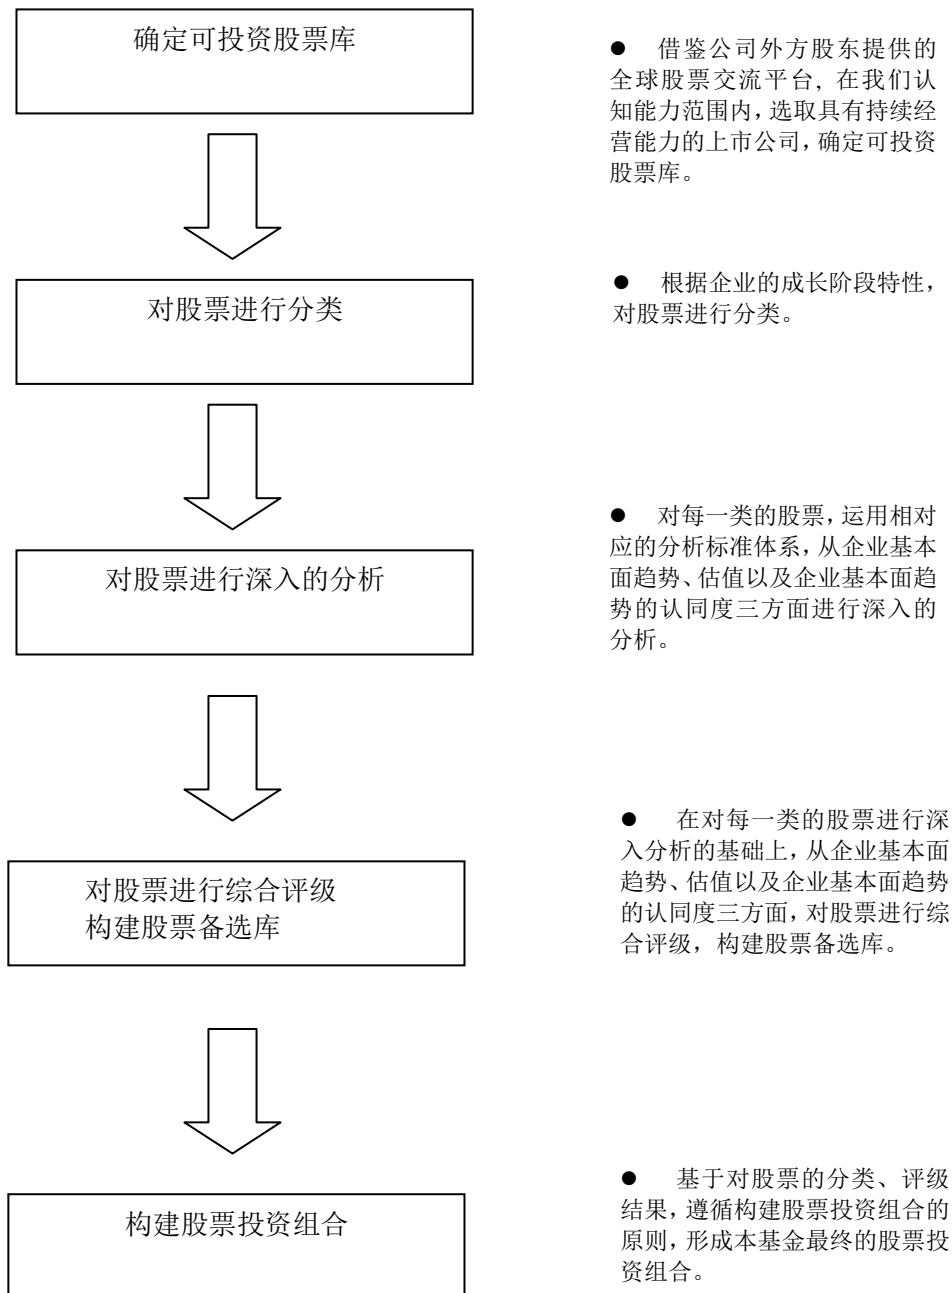 确定可投资股票库
● 借鉴公司外方股东提供的
全球股票交流平台, 在我们认
知能力范围内，选取具有持续经
营能力的上市公司，确定可投资
股票库。
对股票进行分类
● 根据企业的成长阶段特性，
对股票进行分类。
对股票进行深入的分析
● 对每一类的股票，运用相对
应的分析标准体系，从企业基本
面趋势、估值以及企业基本面趋
势的认同度三方面进行深入的
分析。
对股票进行综合评级
构建股票备选库
● 在对每一类的股票进行深
入分析的基础上，从企业基本面
趋势、估值以及企业基本面趋势
的认同度三方面，对股票进行综
合评级，构建股票备选库。
构建股票投资组合
● 基于对股票的分类、评级
结果，遵循构建股票投资组合的
原则，形成本基金最终的股票投
资组合。